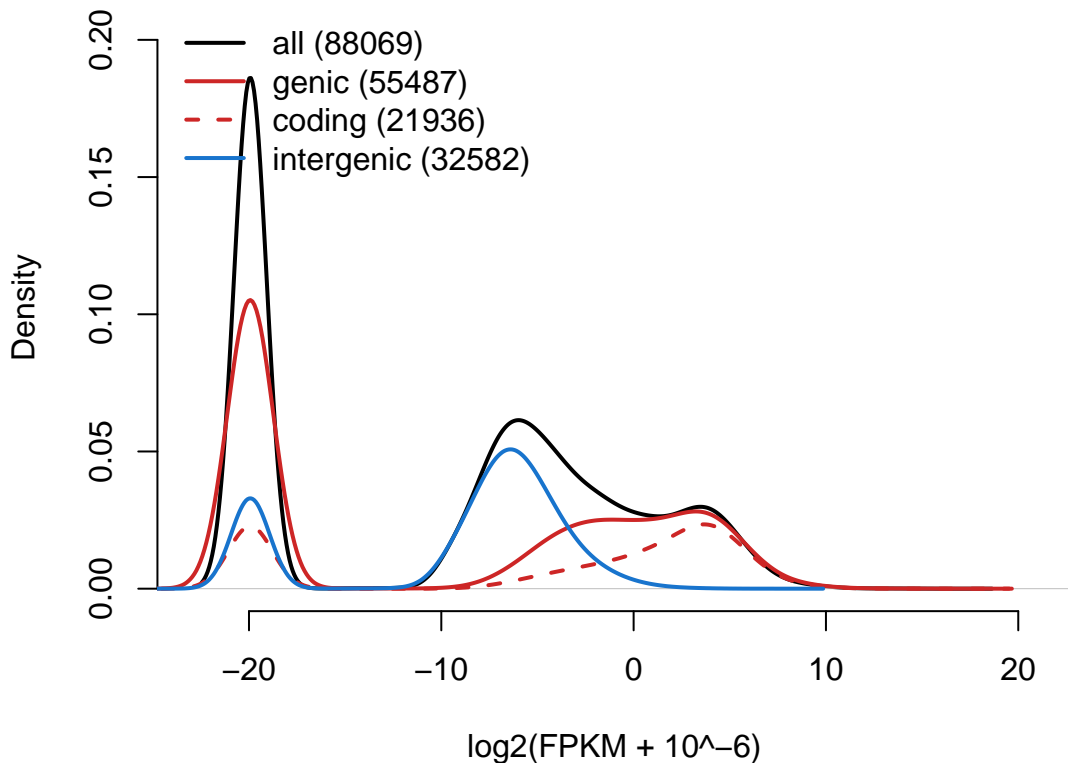 all (88069)
genic (55487)
coding (21936)
intergenic (32582)
Density
0.20
0.15
0.10
0.05
0.00
−20 −10 0 10 20
log2(FPKM + 10^−6)